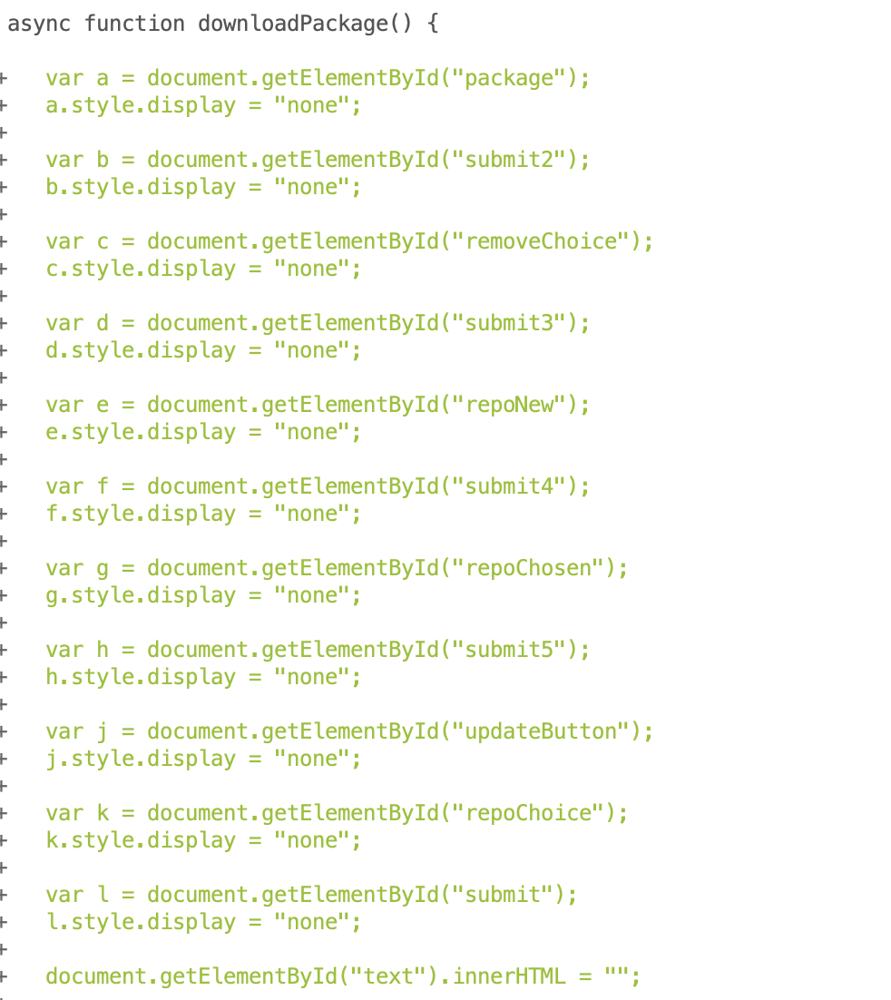 async function downloadPackage() {
+   var a = document.getElementById("package");
+   a.style.display = "none";
+
+   var b = document.getElementById("submit2");
+   b.style.display = "none";
+
+   var c = document.getElementById("removeChoice");
+   c.style.display = "none";
+
+   var d = document.getElementById("submit3");
+   d.style.display = "none";
+
+   var e = document.getElementById("repoNew");
+   e.style.display = "none";
+
+   var f = document.getElementById("submit4");
+   f.style.display = "none";
+
+   var g = document.getElementById("repoChosen");
+   g.style.display = "none";
+
+   var h = document.getElementById("submit5");
+   h.style.display = "none";
+
+   var j = document.getElementById("updateButton");
+   j.style.display = "none";
+
+   var k = document.getElementById("repoChoice");
+   k.style.display = "none";
+
+   var l = document.getElementById("submit");
+   l.style.display = "none";
+
+   document.getElementById("text").innerHTML = "";